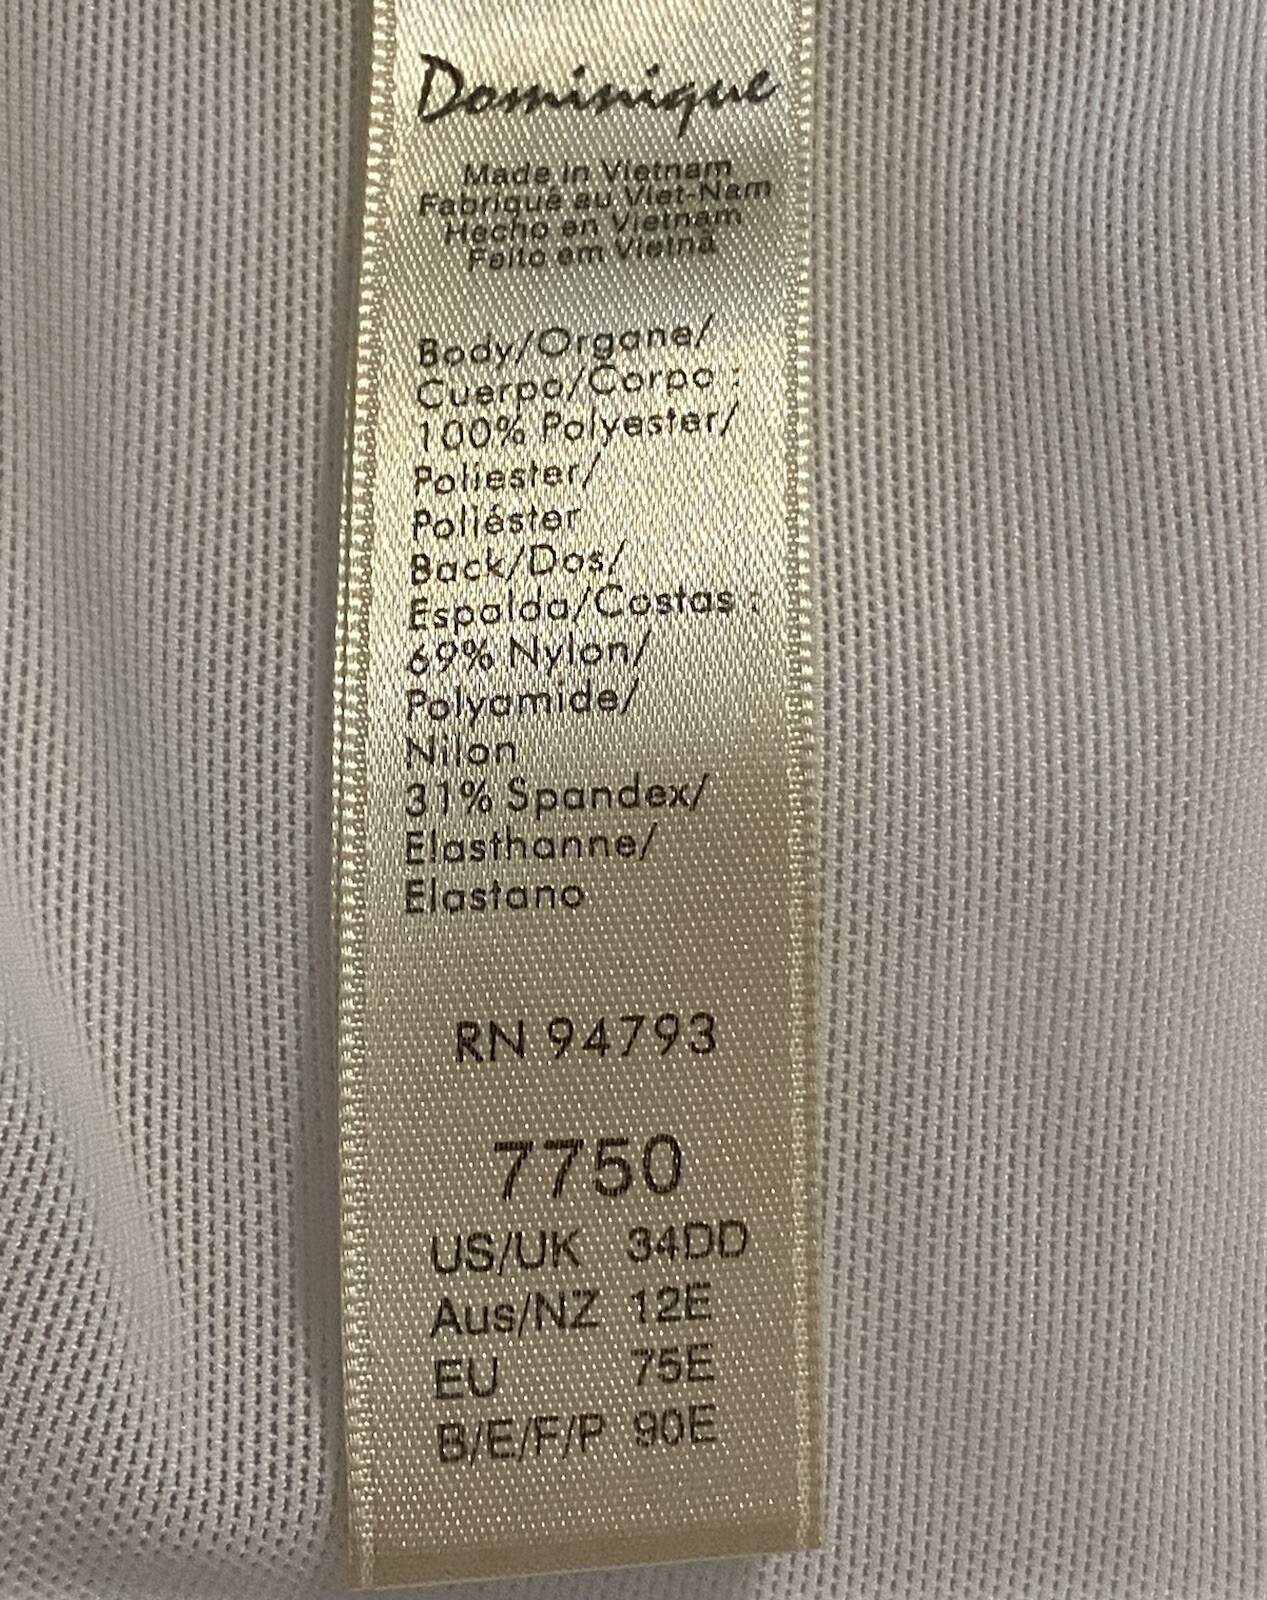 Dominique
Made in Vietnam
Fabriqué au Viet-Nam
Hecho en Vietnam
Feito em Vietnã
Body/Organe/
Cuerpo/Corpo :
100% Polyester/
Poliester/
Poliéster
Back/Dos/
Espalda/Costas :
69% Nylon/
Polyamide/
Nilon
31% Spandex/
Elasthanne/
Elastano
RN 94793
7750
US/UK 34DD
Aus/NZ 12E
EU 75E
B/E/F/P 90E